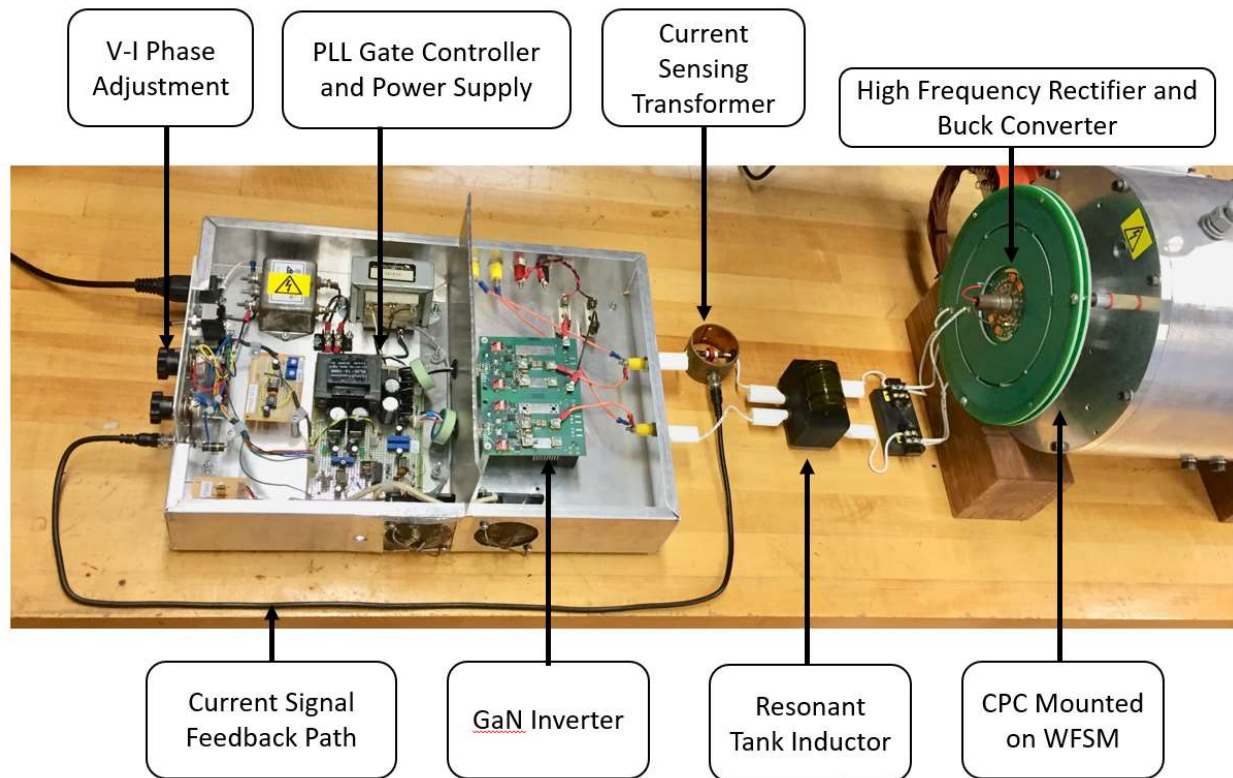 V-I Phase
Adjustment
PLL Gate Controller
and Power Supply
Current
Sensing
Transformer
High Frequency Rectifier and
Buck Converter
Current Signal
Feedback Path
GaN Inverter
Resonant
Tank Inductor
CPC Mounted
on WFSM